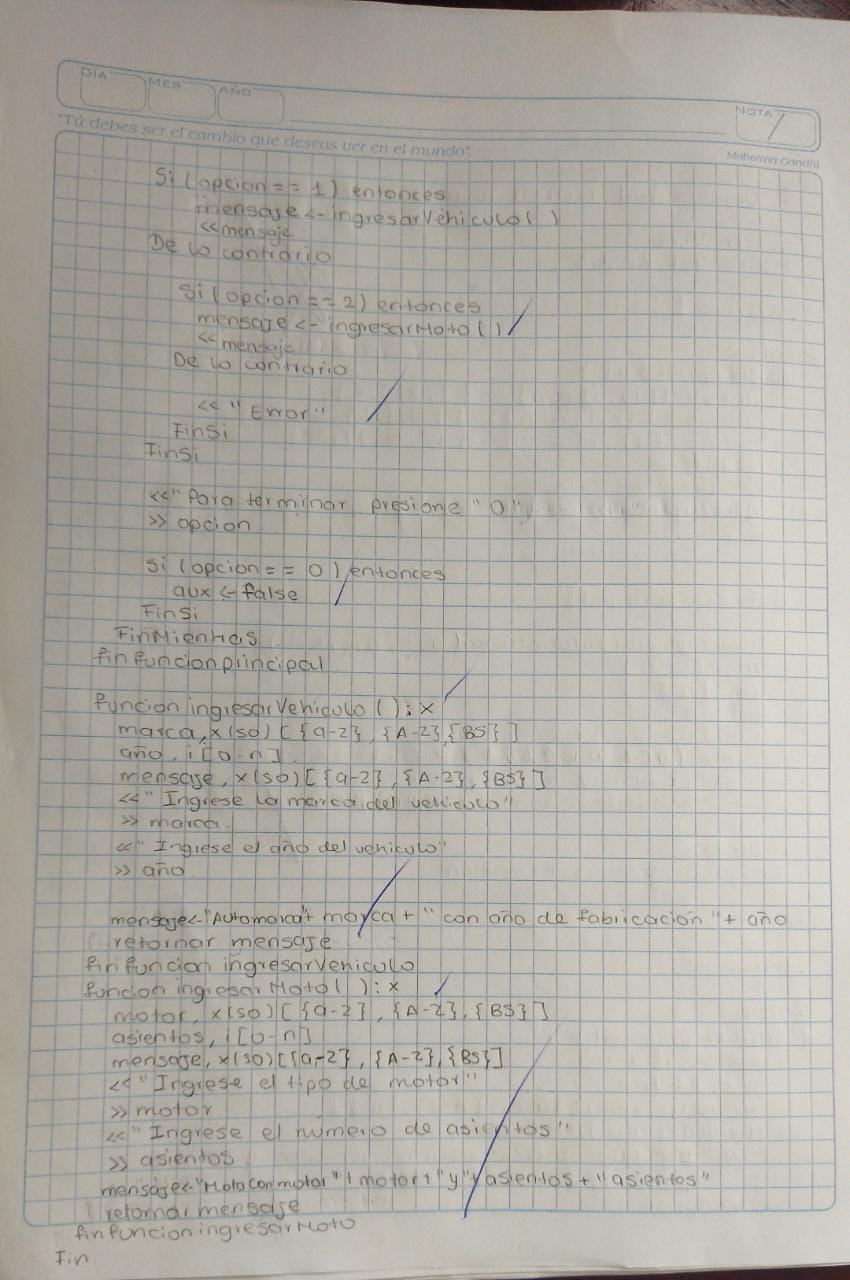 DÍA
MES
AÑO
NOTA
"Tú debes ser el cambio que deseas ver en el mundo".
Mahatma Gandhi
Si (opcion == 1) entonces
mensaje <- ingresarVehiculo()
<< mensaje
De lo contrario
Si (opcion == 2) entonces
mensaje <- ingresarMoto()
<< mensaje
De lo contrario
<< "Error"
FinSi
FinSi
<< "Para terminar presione "0"
>> opcion
Si (opcion == 0) entonces
aux <- false
FinSi
FinMientras
fin funcion principal
funcion ingresarVehiculo(): x
marca, x(50) [{a-z}, {A-Z}, {BS}]
año, i[0-n]
mensaje, x(50) [{a-z}, {A-Z}, {BS}]
<< "Ingrese la marca del vehiculo"
>> marca
<< "Ingrese el año del vehiculo"
>> año
mensaje <- "Auto marca" + marca + "con año de fabricacion" + año
retornar mensaje
fin funcion ingresarVehiculo
funcion ingresarMoto(): x
motor, x(50) [{a-z}, {A-Z}, {BS}]
asientos, i[0-n]
mensaje, x(50) [{a-z}, {A-Z}, {BS}]
<< "Ingrese el tipo de motor"
>> motor
<< "Ingrese el numero de asientos"
>> asientos
mensaje <- "Moto con motor" + motor + "y" + asientos + "asientos"
retornar mensaje
fin funcion ingresarMoto
Fin